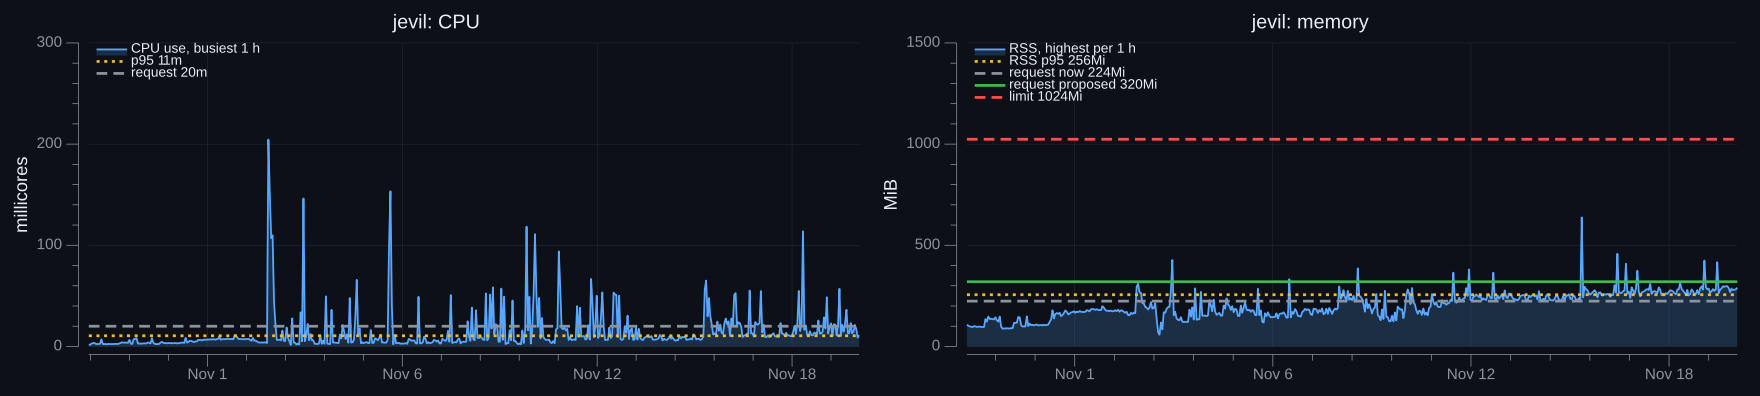 jevil: CPU
300
200
100
0
millicores
CPU use, busiest 1 h
p95 11m
request 20m
Nov 1
Nov 6
Nov 12
Nov 18
jevil: memory
1500
1000
500
0
MiB
RSS, highest per 1 h
RSS p95 256Mi
request now 224Mi
request proposed 320Mi
limit 1024Mi
Nov 1
Nov 6
Nov 12
Nov 18